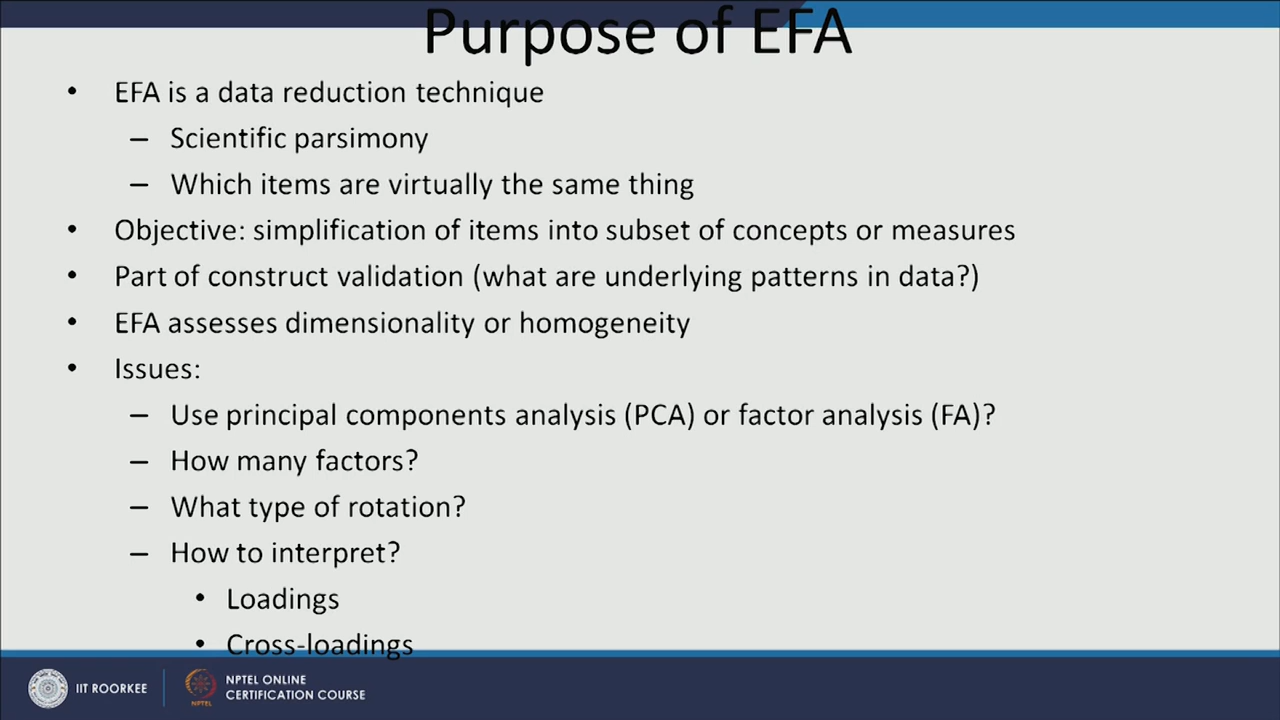 Purpose of EFA
• EFA is a data reduction technique
– Scientific parsimony
– Which items are virtually the same thing
• Objective: simplification of items into subset of concepts or measures
• Part of construct validation (what are underlying patterns in data?)
• EFA assesses dimensionality or homogeneity
• Issues:
– Use principal components analysis (PCA) or factor analysis (FA)?
– How many factors?
– What type of rotation?
– How to interpret?
• Loadings
• Cross-loadings
IIT ROORKEE
NPTEL
NPTEL ONLINE
CERTIFICATION COURSE